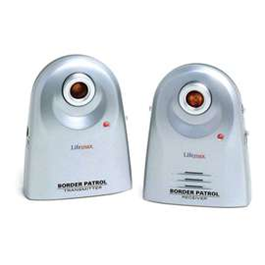 Lifemax
BORDER PATROL
TRANSMITTER
Lifemax
BORDER PATROL
RECEIVER